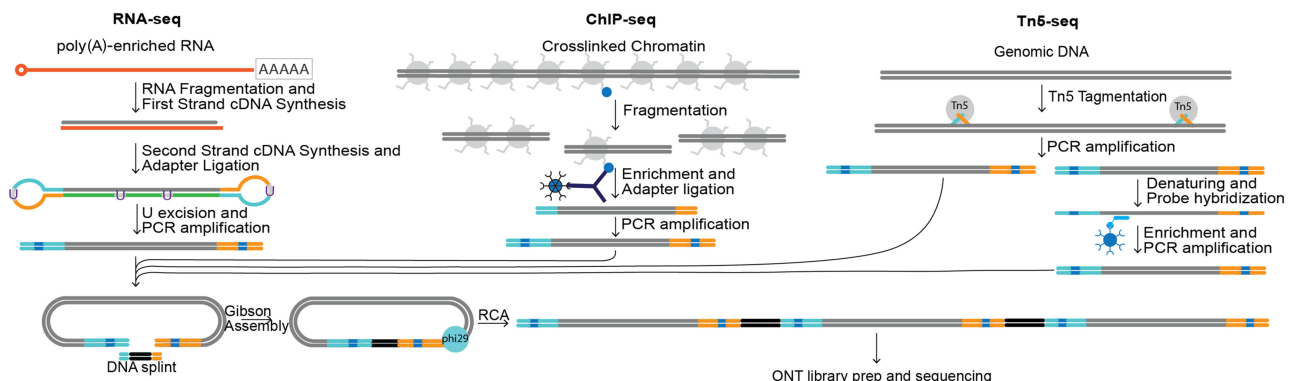 RNA-seq
poly(A)-enriched RNA
AAAAA
RNA Fragmentation and
First Strand cDNA Synthesis
Second Strand cDNA Synthesis and
Adapter Ligation
U
U
U
U
U excision and
PCR amplification
ChIP-seq
Crosslinked Chromatin
Fragmentation
Enrichment and
Adapter ligation
PCR amplification
Tn5-seq
Genomic DNA
Tn5 Tagmentation
Tn5
Tn5
PCR amplification
Denaturing and
Probe hybridization
Enrichment and
PCR amplification
DNA splint
Gibson
Assembly
phi29
RCA
ONT library prep and sequencing